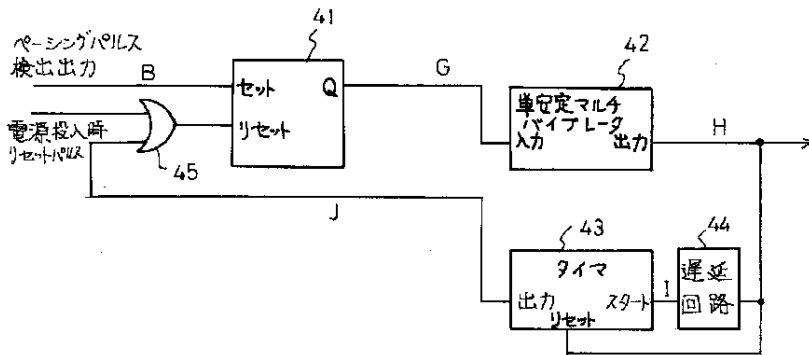 ペーシングパルス
検出出力
B
電源投入時
リセットパルス
45
41
セット
Q
リセット
G
42
単安定マルチ
バイブレータ
入力
出力
H
J
43
タイマ
出力
スタート
リセット
I
44
遅延
回路